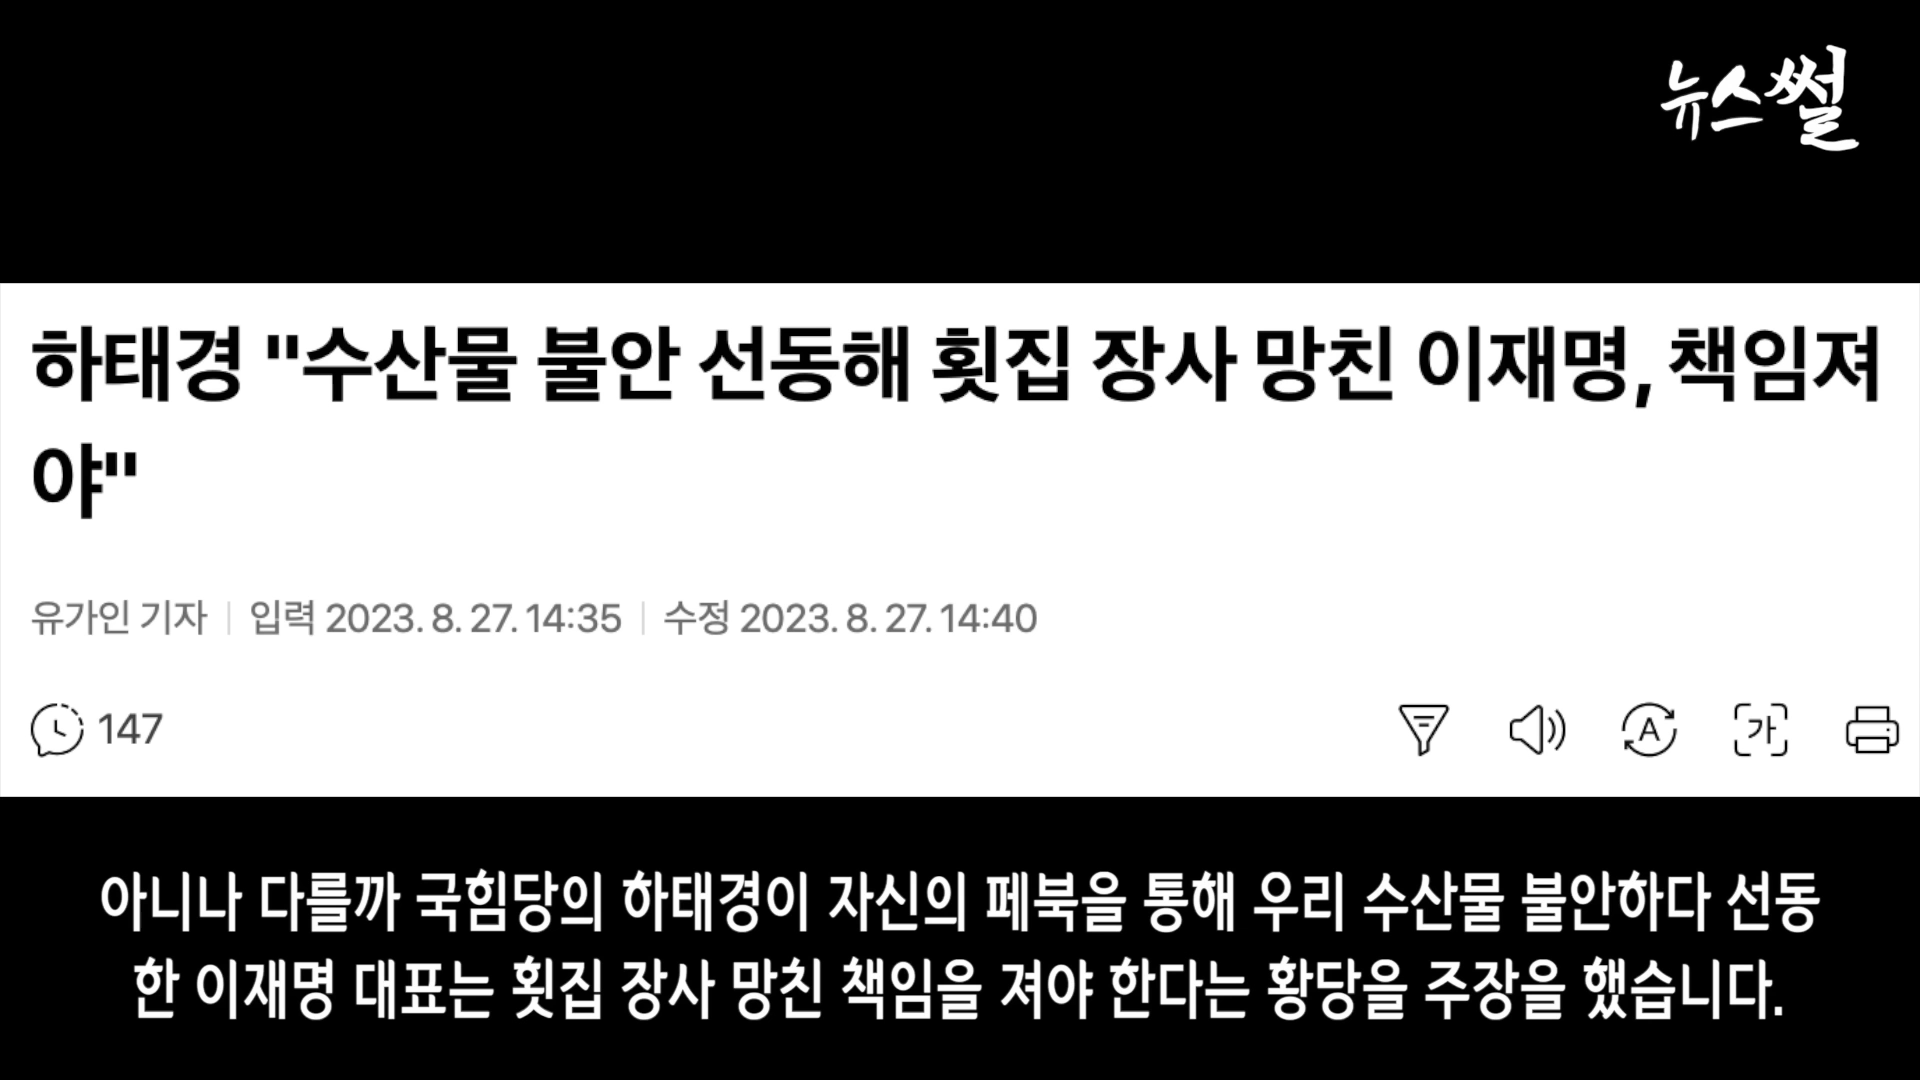 뉴스썰
하태경 "수산물 불안 선동해 횟집 장사 망친 이재명, 책임져
야"
유가인 기자 | 입력 2023. 8. 27. 14:35 | 수정 2023. 8. 27. 14:40
147
A
가
아니나 다를까 국힘당의 하태경이 자신의 페북을 통해 우리 수산물 불안하다 선동
한 이재명 대표는 횟집 장사 망친 책임을 져야 한다는 황당을 주장을 했습니다.